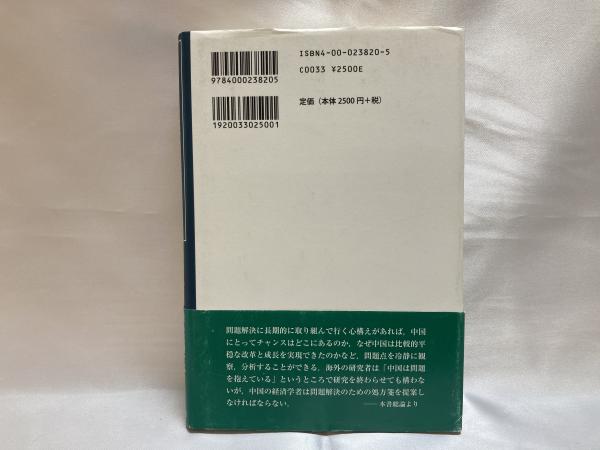 ISBN4-00-023820-5
C0033 ¥2500E
9784000238205
定価（本体 2500 円＋税）
1920033025001
問題解決に長期的に取り組んで行く心構えがあれば，中国
にとってチャンスはどこにあるのか，なぜ中国は比較的平
穏な改革と成長を実現できたのかなど，問題点を冷静に観
察，分析することができる．海外の研究者は「中国は問題
を抱えている」というところで研究を終わらせても構わな
いが，中国の経済学者は問題解決のための処方箋を提案し
なければならない．
――本書総論より